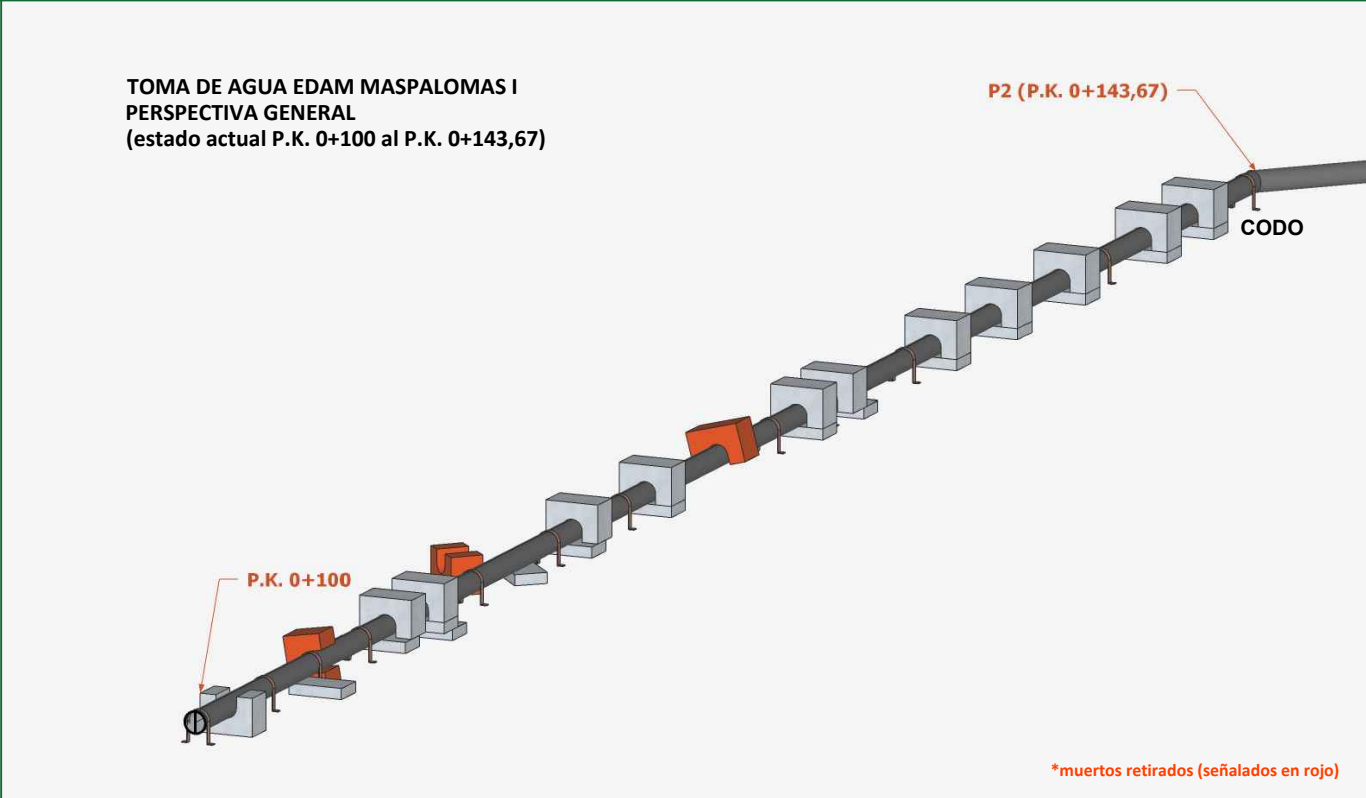 TOMA DE AGUA EDAM MASPALOMAS I
PERSPECTIVA GENERAL
(estado actual P.K. 0+100 al P.K. 0+143,67)
P2 (P.K. 0+143,67)
CODO
P.K. 0+100
*muertos retirados (señalados en rojo)